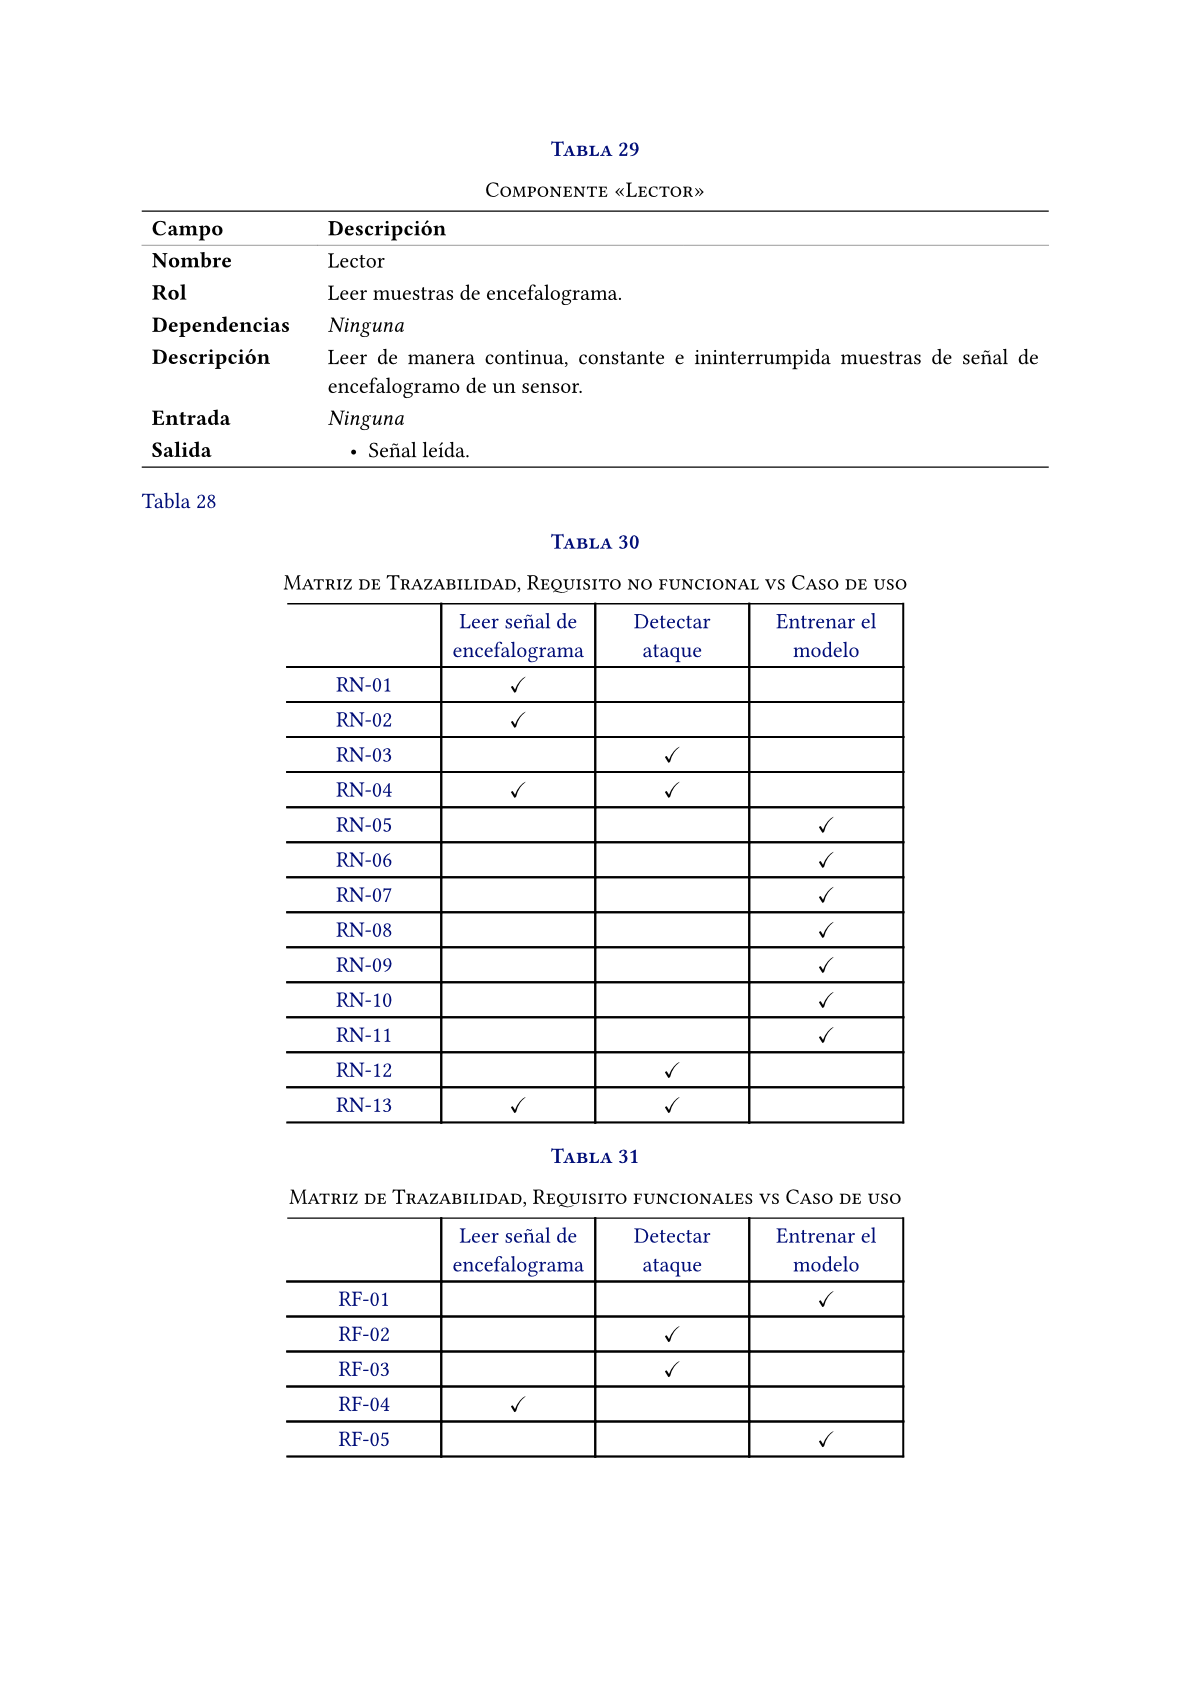 Tabla 29
Componente «Lector»
Campo Descripción
Nombre Lector
Rol Leer muestras de encefalograma.
Dependencias Ninguna
Descripción Leer de manera continua, constante e ininterrumpida muestras de señal de
encefalogramo de un sensor.
Entrada Ninguna
Salida • Señal leída.
Tabla 28
Tabla 30
Matriz de Trazabilidad, Requisito no funcional vs Caso de uso
Leer señal de Detectar Entrenar el
encefalograma ataque modelo
RN-01 ✓
RN-02 ✓
RN-03 ✓
RN-04 ✓ ✓
RN-05 ✓
RN-06 ✓
RN-07 ✓
RN-08 ✓
RN-09 ✓
RN-10 ✓
RN-11 ✓
RN-12 ✓
RN-13 ✓ ✓
Tabla 31
Matriz de Trazabilidad, Requisito funcionales vs Caso de uso
Leer señal de Detectar Entrenar el
encefalograma ataque modelo
RF-01 ✓
RF-02 ✓
RF-03 ✓
RF-04 ✓
RF-05 ✓